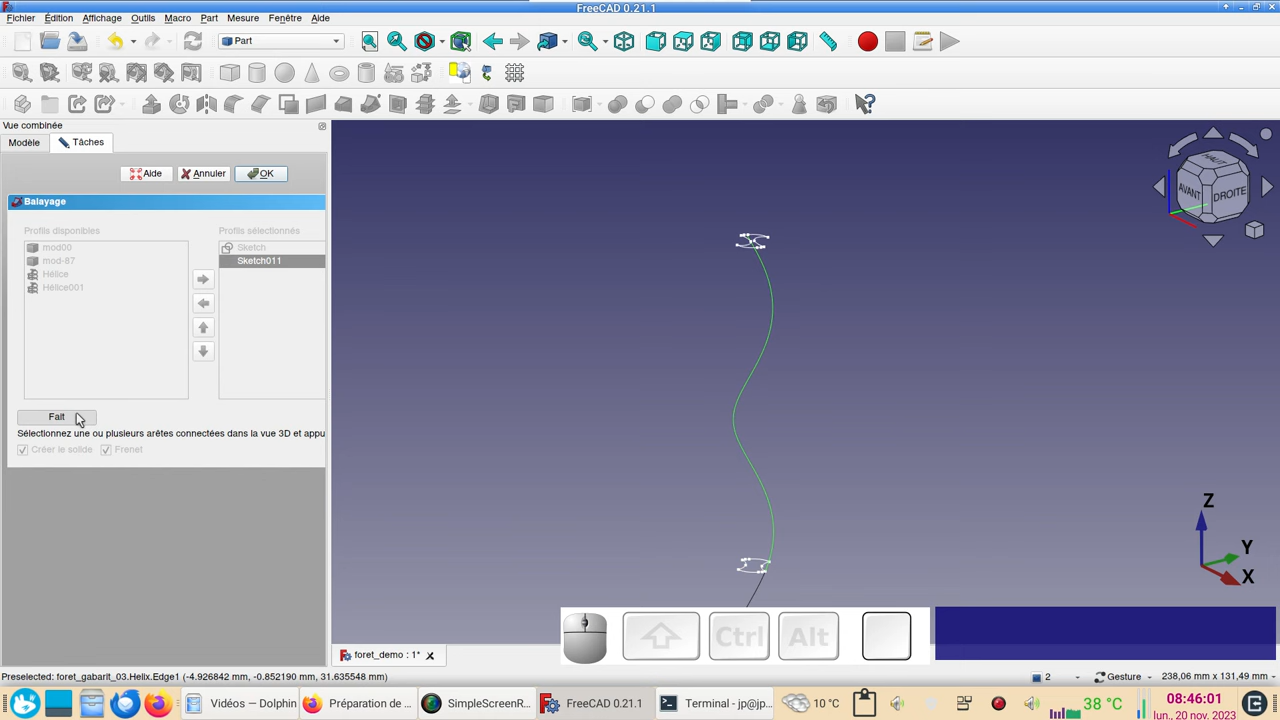 FreeCAD 0.21.1
Fichier Édition Affichage Outils Macro Part Mesure Fenêtre Aide
Part
Vue combinée
Modèle Tâches
Aide Annuler OK
Balayage
Profils disponibles Profils sélectionnés
mod00 Sketch
mod-87 Sketch011
Hélice
Hélice001
Fait
Sélectionnez une ou plusieurs arêtes connectées dans la vue 3D et appu
Créer le solide Frenet
HAUT
AVANT DROITE
Z
Y
X
Ctrl Alt
foret_demo : 1*
Preselected: foret_gabarit_03.Helix.Edge1 (-4.926842 mm, -0.852190 mm, 31.635548 mm) 2 Gesture 238,06 mm x 131,49 mm
Vidéos — Dolphin Préparation de ... SimpleScreenR... FreeCAD 0.21.1 Terminal - jp@jp... 10 °C 38 °C 08:46:01
lun., 20 nov. 2023